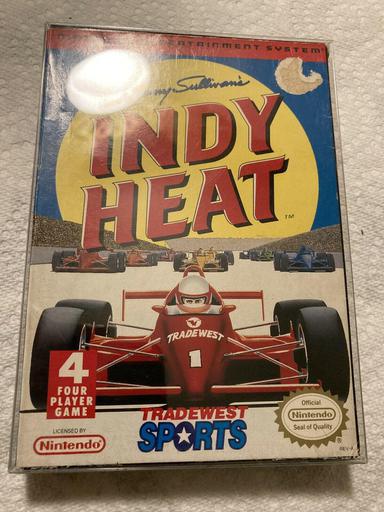 ENTERTAINMENT SYSTEM
Sullivan's
INDY
HEAT
TM
TRADEWEST
1
4
FOUR
PLAYER
GAME
TRADEWEST
SPORTS
LICENSED BY
Nintendo
Official
Nintendo
Seal of Quality
®
REV-A